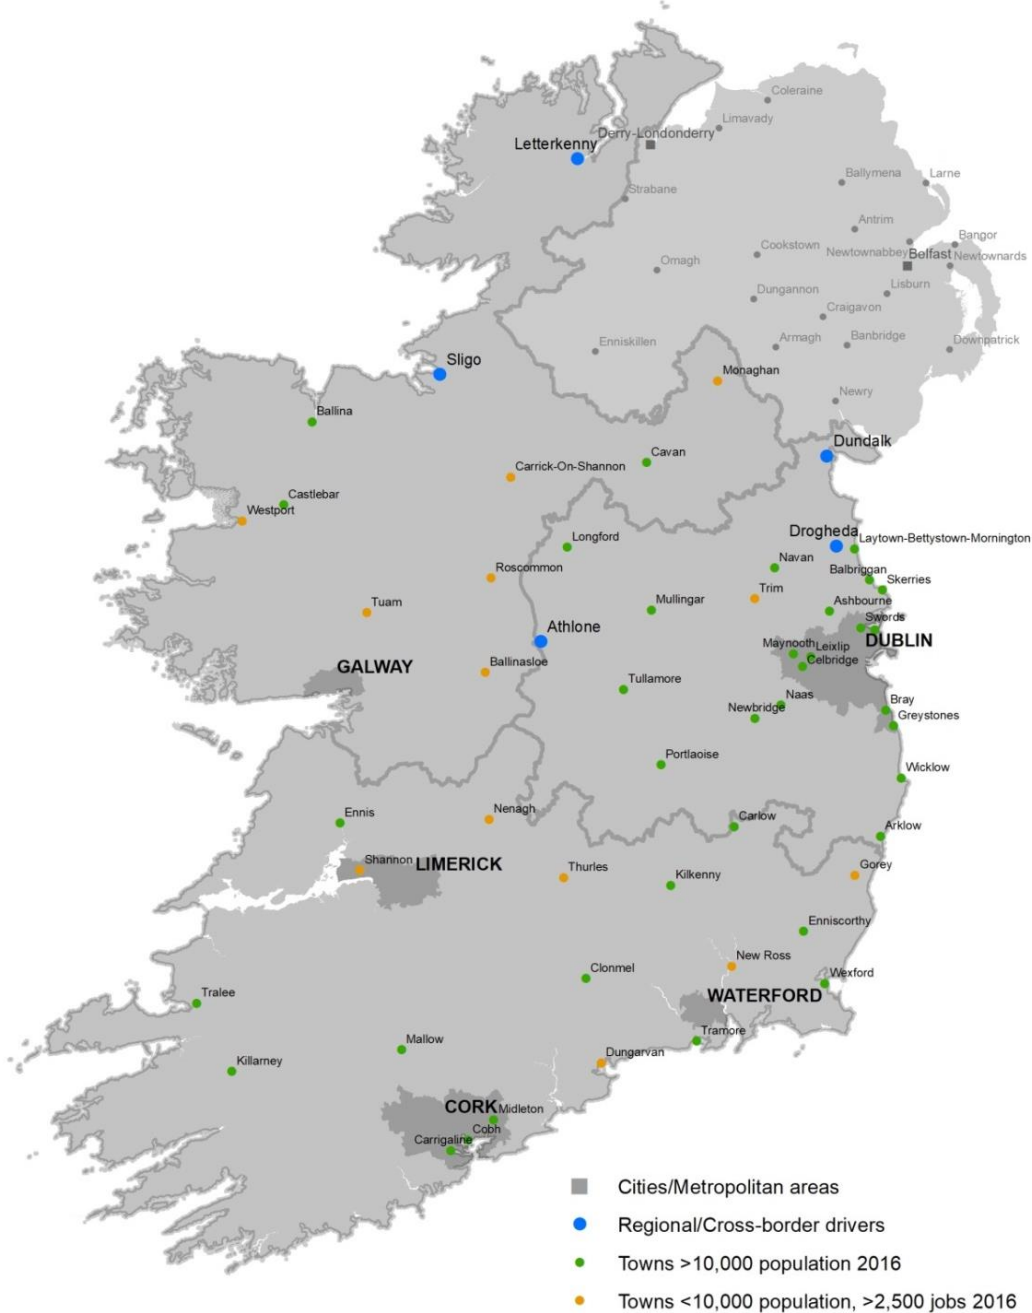 Coleraine
Limavady
Derry-Londonderry
Letterkenny
Ballymena
Larne
Strabane
Antrim
Bangor
Cookstown
Newtownabbey
Belfast
Newtownards
Omagh
Lisburn
Dungannon
Craigavon
Armagh
Banbridge
Downpatrick
Enniskillen
Sligo
Monaghan
Newry
Ballina
Dundalk
Cavan
Carrick-On-Shannon
Castlebar
Westport
Drogheda
Laytown-Bettystown-Mornington
Longford
Navan
Balbriggan
Skerries
Roscommon
Trim
Tuam
Mullingar
Ashbourne
Swords
Athlone
DUBLIN
Maynooth
Leixlip
Celbridge
GALWAY
Ballinasloe
Tullamore
Naas
Newbridge
Bray
Greystones
Portlaoise
Wicklow
Nenagh
Ennis
Carlow
Arklow
Shannon
LIMERICK
Thurles
Gorey
Kilkenny
Enniscorthy
New Ross
Clonmel
Wexford
Tralee
WATERFORD
Tramore
Mallow
Dungarvan
Killarney
CORK
Midleton
Cobh
Carrigaline
Cities/Metropolitan areas
Regional/Cross-border drivers
Towns >10,000 population 2016
Towns <10,000 population, >2,500 jobs 2016